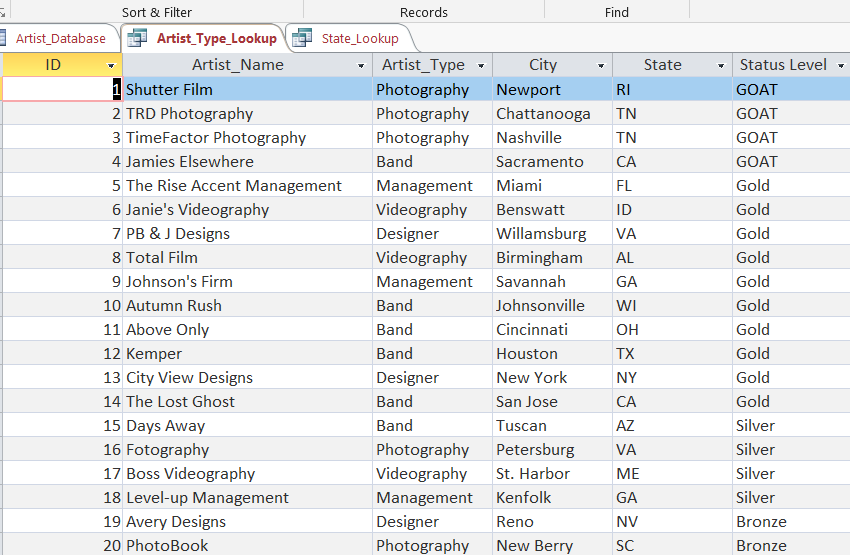 Sort & Filter Records Find
Artist_Database Artist_Type_Lookup State_Lookup
ID Artist_Name Artist_Type City State Status Level
1 Shutter Film Photography Newport RI GOAT
2 TRD Photography Photography Chattanooga TN GOAT
3 TimeFactor Photography Photography Nashville TN GOAT
4 Jamies Elsewhere Band Sacramento CA GOAT
5 The Rise Accent Management Management Miami FL Gold
6 Janie's Videography Videography Benswatt ID Gold
7 PB & J Designs Designer Willamsburg VA Gold
8 Total Film Videography Birmingham AL Gold
9 Johnson's Firm Management Savannah GA Gold
10 Autumn Rush Band Johnsonville WI Gold
11 Above Only Band Cincinnati OH Gold
12 Kemper Band Houston TX Gold
13 City View Designs Designer New York NY Gold
14 The Lost Ghost Band San Jose CA Gold
15 Days Away Band Tuscan AZ Silver
16 Fotography Photography Petersburg VA Silver
17 Boss Videography Videography St. Harbor ME Silver
18 Level-up Management Management Kenfolk GA Silver
19 Avery Designs Designer Reno NV Bronze
20 PhotoBook Photography New Berry SC Bronze